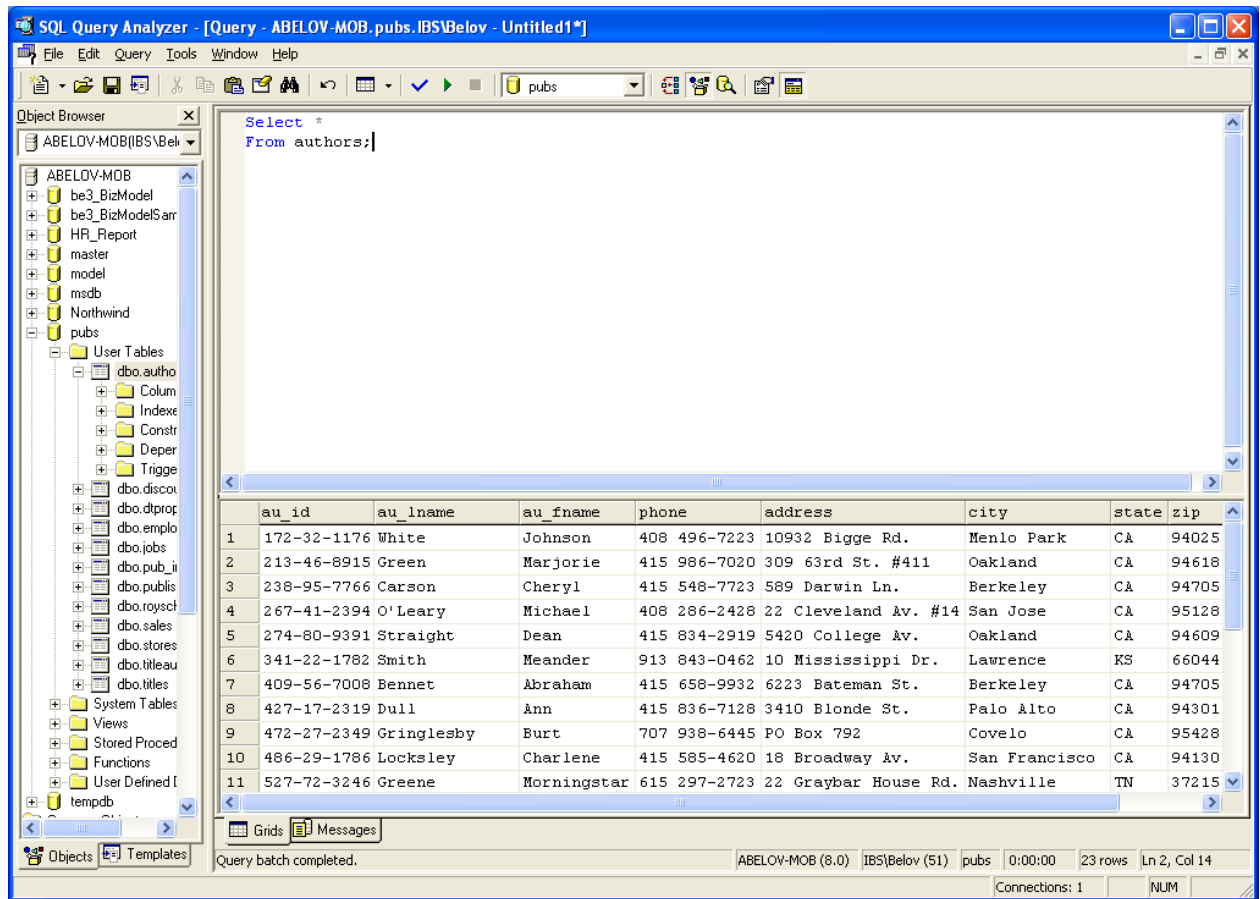 SQL Query Analyzer - [Query - ABELOV-MOB.pubs.IBS\Belov - Untitled1*]
File Edit Query Tools Window Help
pubs
Object Browser
ABELOV-MOB(IBS\Bel
ABELOV-MOB
be3_BizModel
be3_BizModelSam
HR_Report
master
model
msdb
Northwind
pubs
User Tables
dbo.autho
Colum
Indexe
Constr
Deper
Trigge
dbo.discou
dbo.dtprop
dbo.emplo
dbo.jobs
dbo.pub_in
dbo.publis
dbo.roysch
dbo.sales
dbo.stores
dbo.titleau
dbo.titles
System Tables
Views
Stored Proced
Functions
User Defined D
tempdb
Objects Templates
Select *
From authors;
au_id au_lname au_fname phone address city state zip
1 172-32-1176 White Johnson 408 496-7223 10932 Bigge Rd. Menlo Park CA 94025
2 213-46-8915 Green Marjorie 415 986-7020 309 63rd St. #411 Oakland CA 94618
3 238-95-7766 Carson Cheryl 415 548-7723 589 Darwin Ln. Berkeley CA 94705
4 267-41-2394 O'Leary Michael 408 286-2428 22 Cleveland Av. #14 San Jose CA 95128
5 274-80-9391 Straight Dean 415 834-2919 5420 College Av. Oakland CA 94609
6 341-22-1782 Smith Meander 913 843-0462 10 Mississippi Dr. Lawrence KS 66044
7 409-56-7008 Bennet Abraham 415 658-9932 6223 Bateman St. Berkeley CA 94705
8 427-17-2319 Dull Ann 415 836-7128 3410 Blonde St. Palo Alto CA 94301
9 472-27-2349 Gringlesby Burt 707 938-6445 PO Box 792 Covelo CA 95428
10 486-29-1786 Locksley Charlene 415 585-4620 18 Broadway Av. San Francisco CA 94130
11 527-72-3246 Greene Morningstar 615 297-2723 22 Graybar House Rd. Nashville TN 37215
Grids Messages
Query batch completed. ABELOV-MOB (8.0) IBS\Belov (51) pubs 0:00:00 23 rows Ln 2, Col 14
Connections: 1 NUM